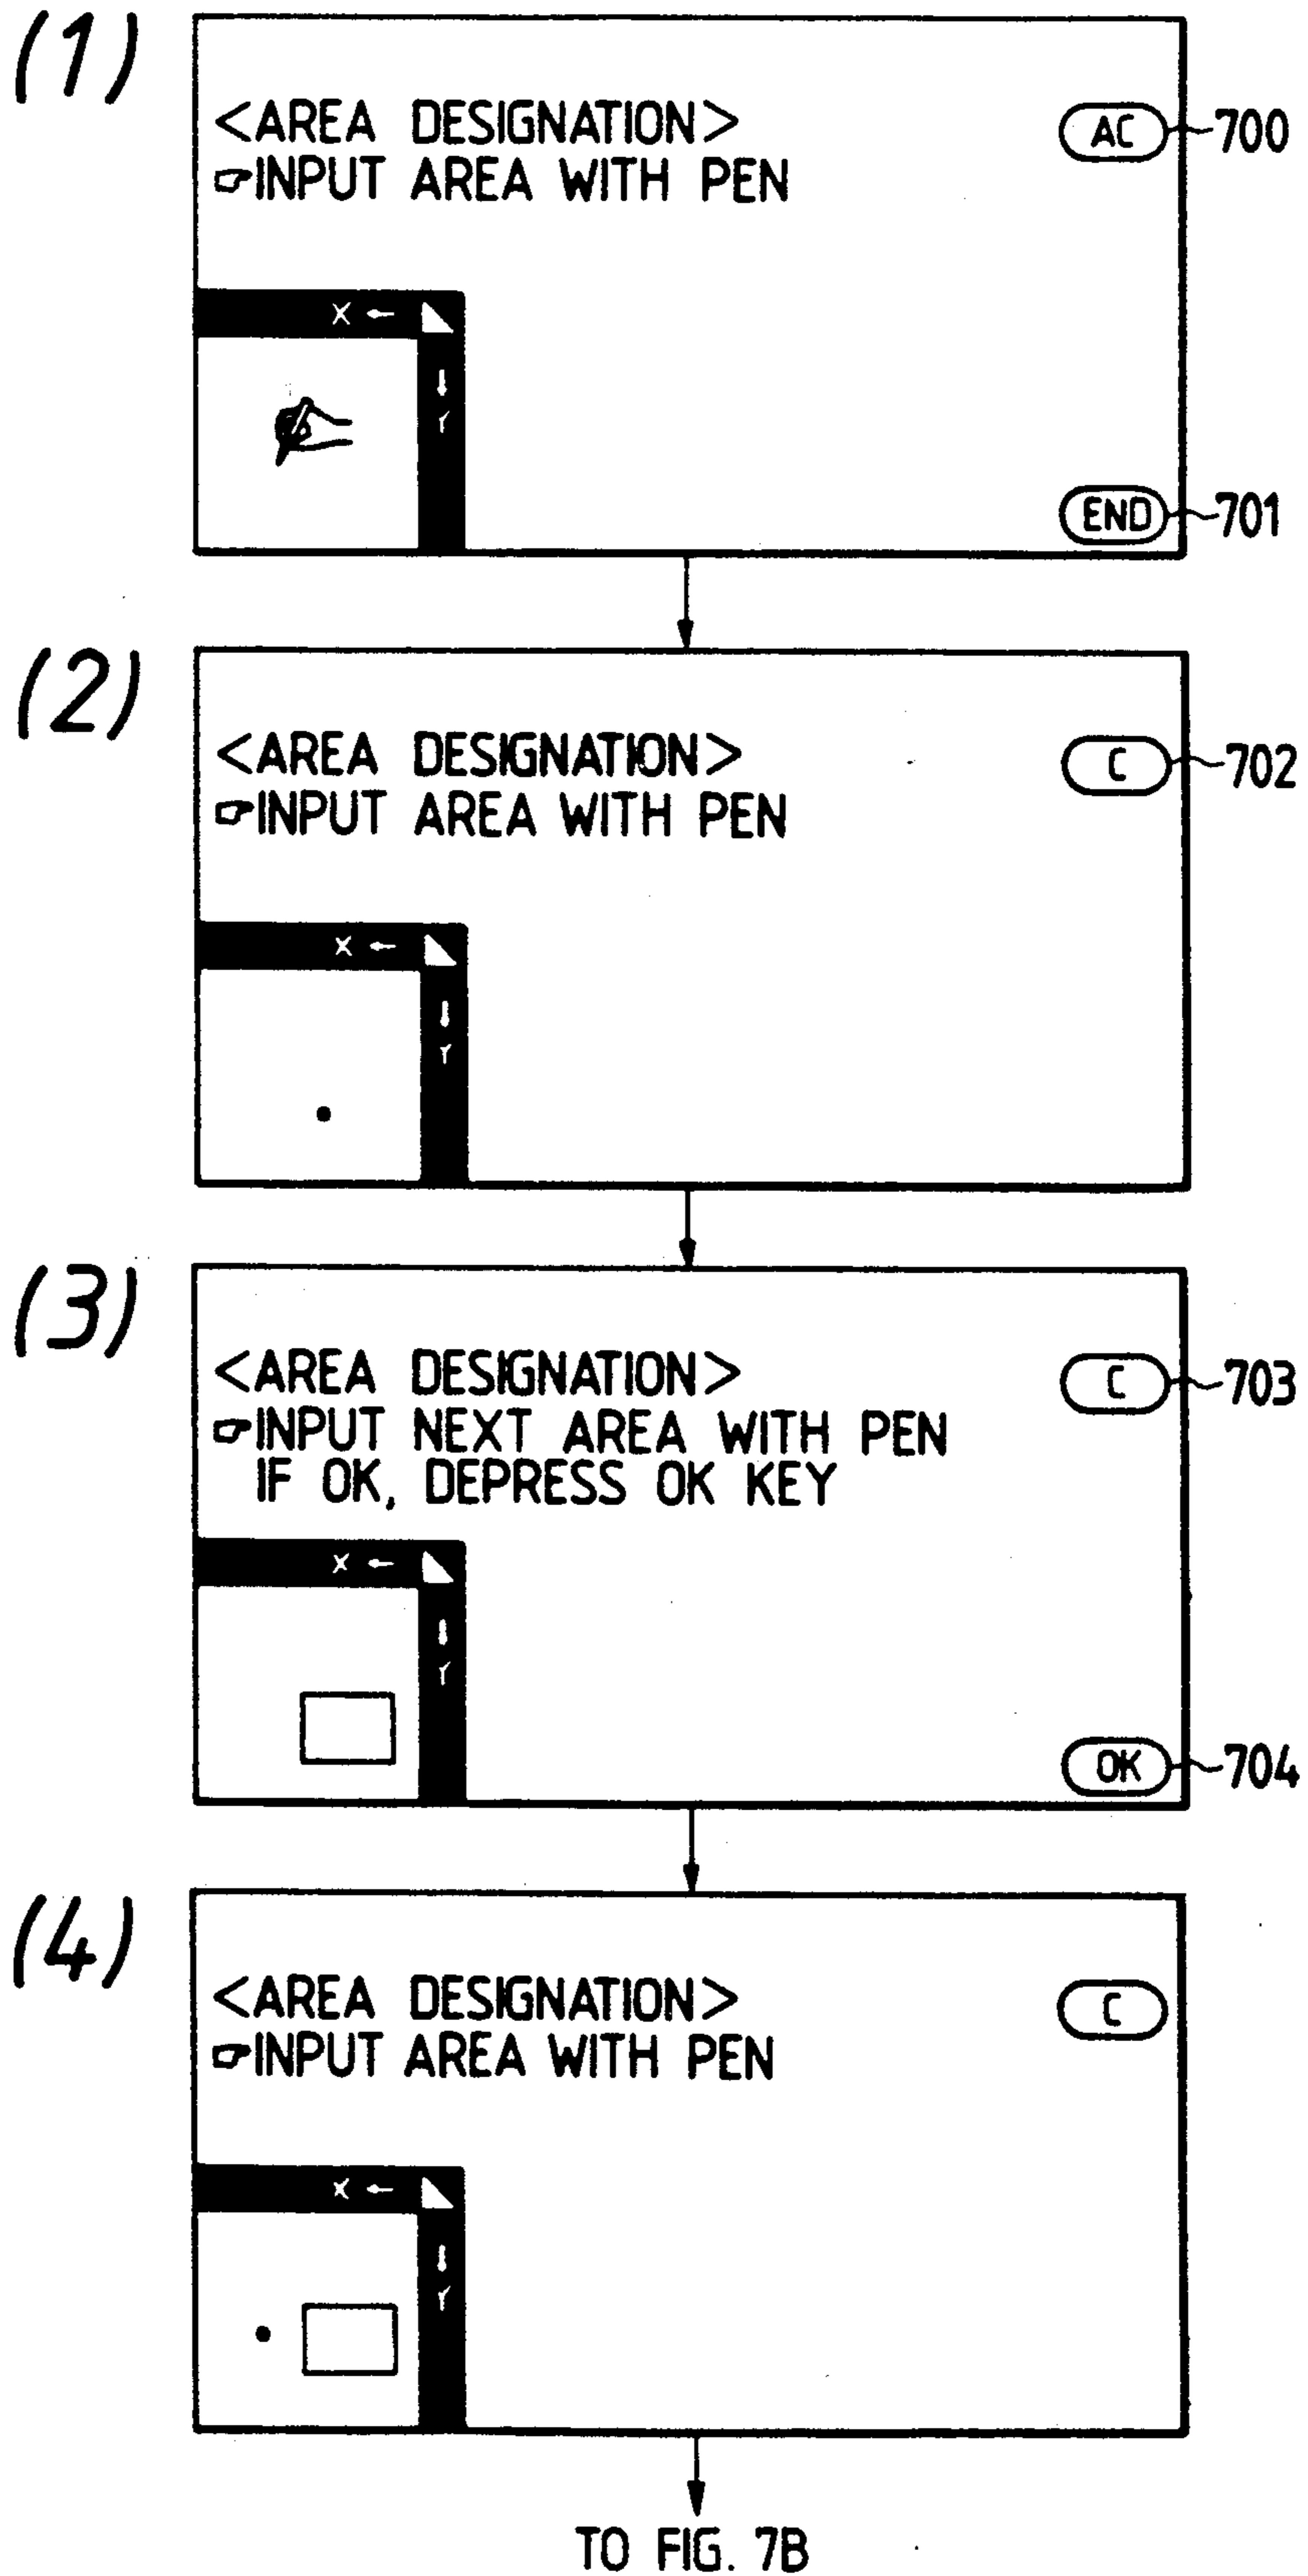 (1)
<AREA DESIGNATION>
AC
700
☞INPUT AREA WITH PEN
X ←
↓
Y
END
701
(2)
<AREA DESIGNATION>
C
702
☞INPUT AREA WITH PEN
X ←
↓
Y
(3)
<AREA DESIGNATION>
C
703
☞INPUT NEXT AREA WITH PEN
IF OK, DEPRESS OK KEY
X ←
↓
Y
OK
704
(4)
<AREA DESIGNATION>
C
☞INPUT AREA WITH PEN
X ←
↓
Y
TO FIG. 7B